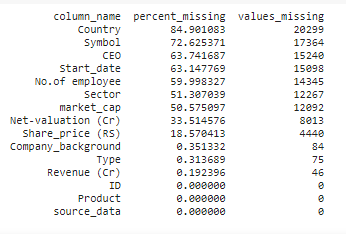 column_name percent_missing values_missing
Country 84.901083 20299
Symbol 72.625371 17364
CEO 63.741687 15240
Start_date 63.147769 15098
No.of employee 59.998327 14345
Sector 51.307039 12267
market_cap 50.575097 12092
Net-valuation (Cr) 33.514576 8013
Share_price (RS) 18.570413 4440
Company_background 0.351332 84
Type 0.313689 75
Revenue (Cr) 0.192396 46
ID 0.000000 0
Product 0.000000 0
source_data 0.000000 0